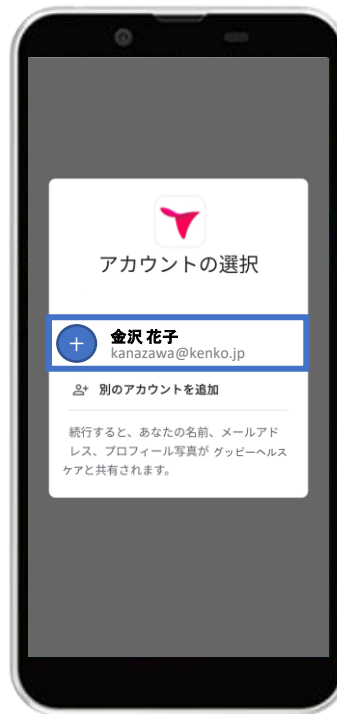 アカウントの選択
金沢 花子
kanazawa@kenko.jp
別のアカウントを追加
続行すると、あなたの名前、メールアド
レス、プロフィール写真が グッピーヘルス
ケアと共有されます。